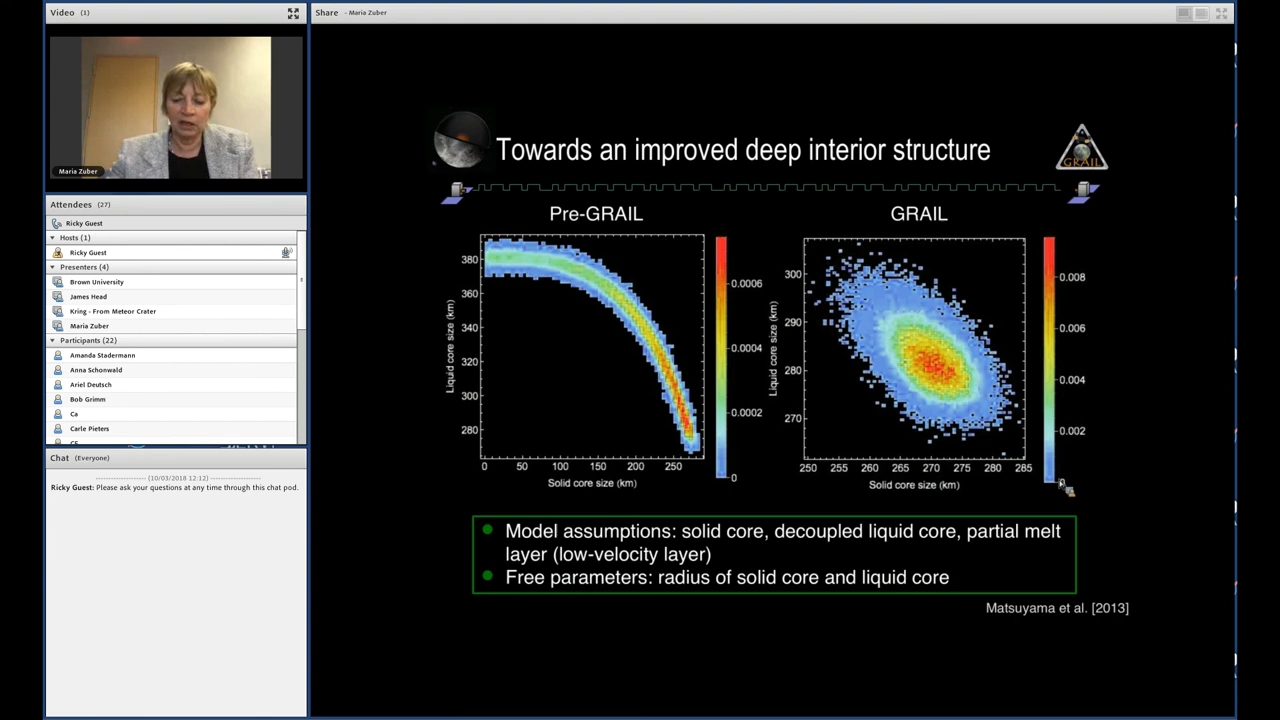 Video (1)
Maria Zuber
Attendees (27)
Ricky Guest
Hosts (1)
Ricky Guest
Presenters (4)
Brown University
James Head
Kring - From Meteor Crater
Maria Zuber
Participants (22)
Amanda Stadermann
Anna Schonwald
Ariel Deutsch
Bob Grimm
Ca
Carle Pieters
Chat (Everyone)
(10/03/2018 12:12)
Ricky Guest: Please ask your questions at any time through this chat pod.
Share - Maria Zuber
Towards an improved deep interior structure
GRAIL
Pre-GRAIL
Liquid core size (km)
380
360
340
320
300
280
0 50 100 150 200 250
Solid core size (km)
0.0006
0.0004
0.0002
0
GRAIL
Liquid core size (km)
300
290
280
270
250 255 260 265 270 275 280 285
Solid core size (km)
0.008
0.006
0.004
0.002
0
Model assumptions: solid core, decoupled liquid core, partial melt
layer (low-velocity layer)
Free parameters: radius of solid core and liquid core
Matsuyama et al. [2013]